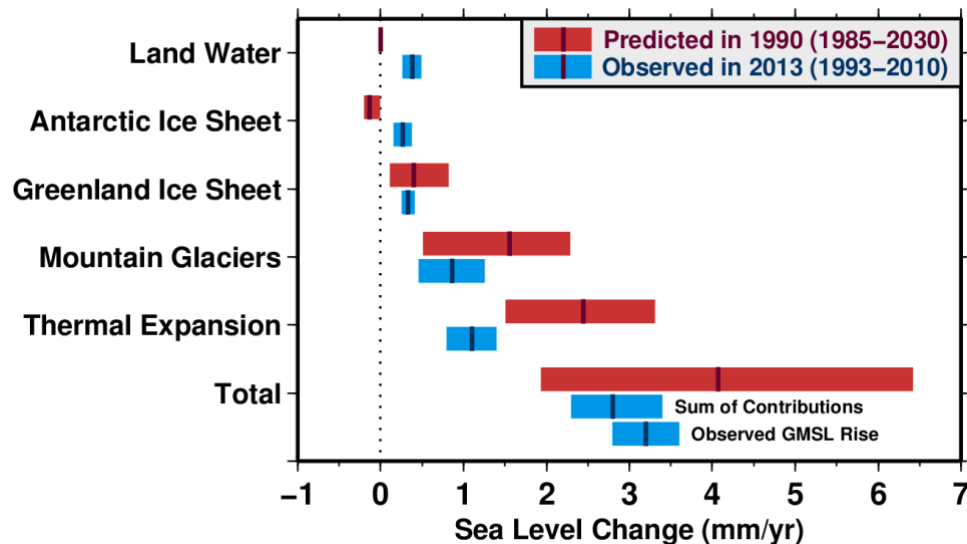 Predicted in 1990 (1985−2030)
Observed in 2013 (1993−2010)
Land Water
Antarctic Ice Sheet
Greenland Ice Sheet
Mountain Glaciers
Thermal Expansion
Total
Sum of Contributions
Observed GMSL Rise
−1 0 1 2 3 4 5 6 7
Sea Level Change (mm/yr)